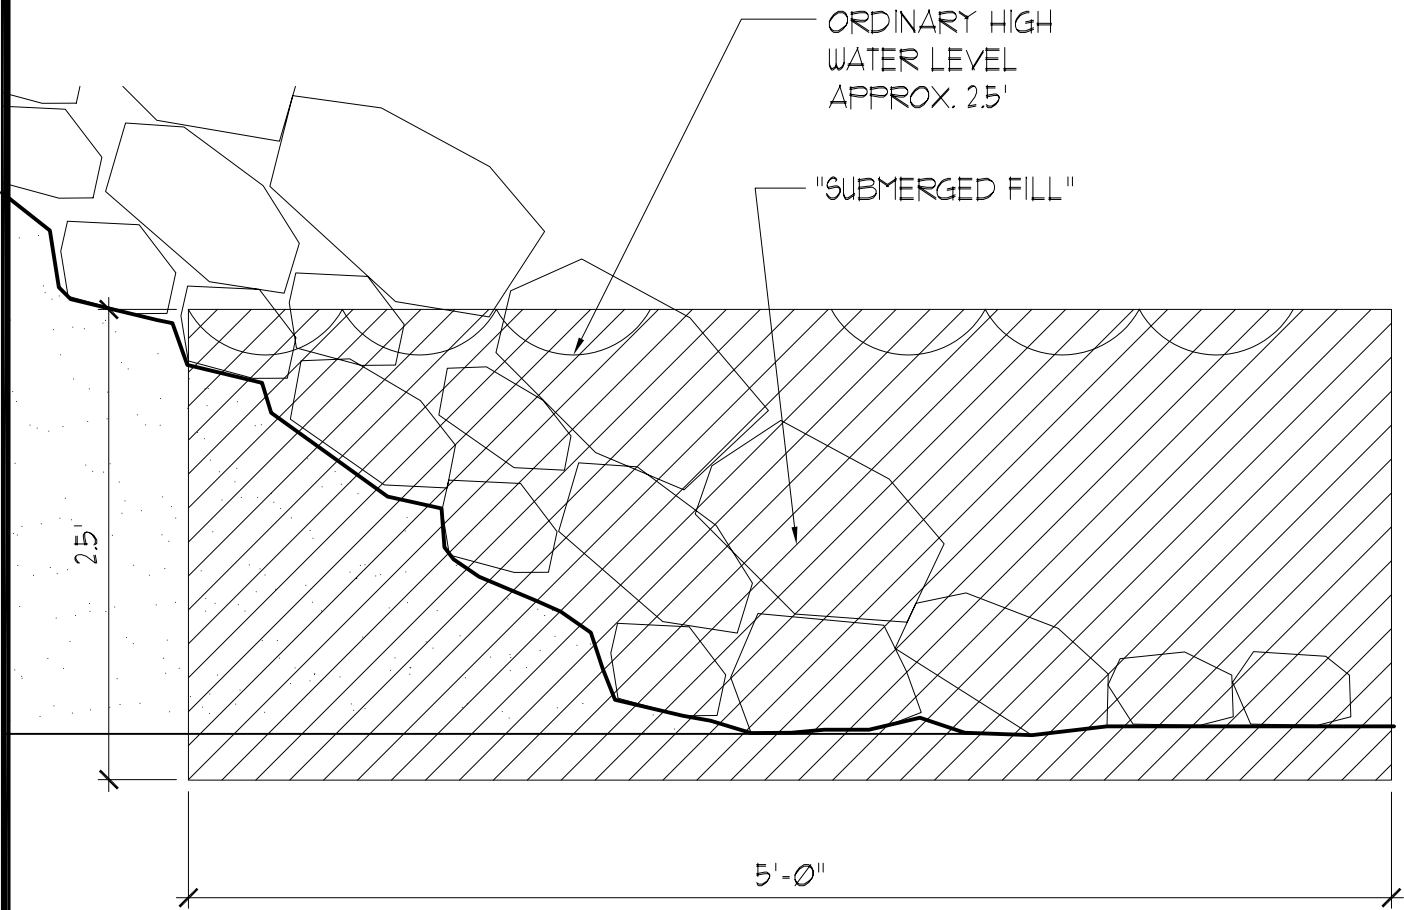 ORDINARY HIGH
WATER LEVEL
APPROX. 2.5'
"SUBMERGED FILL"
2.5'
5'-0"